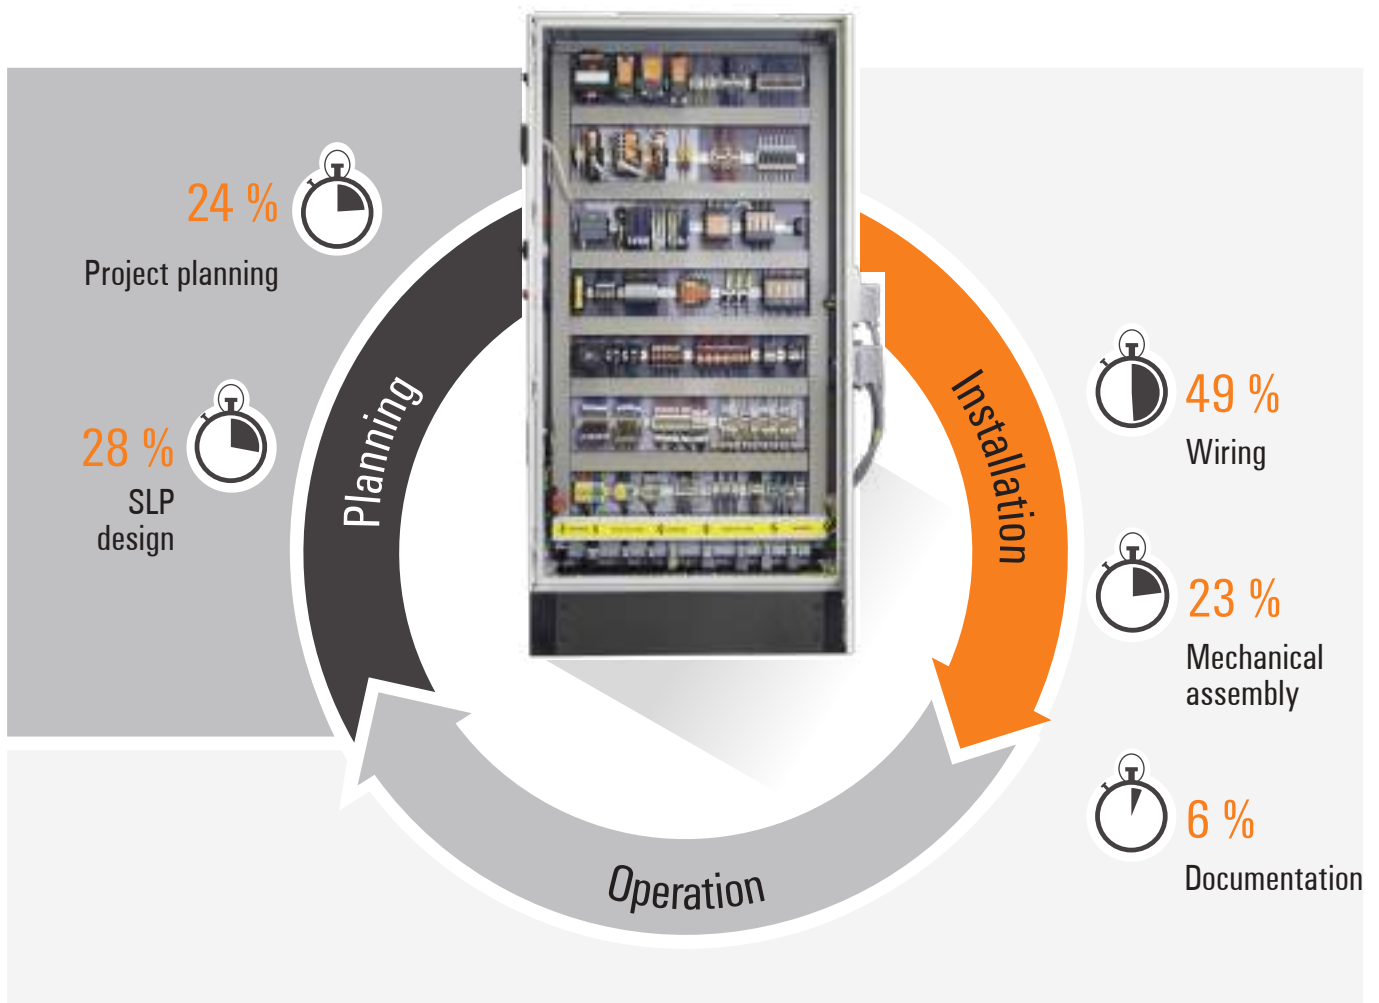 24 %
Project planning
28 %
SLP
design
Planning
Installation
Operation
49 %
Wiring
23 %
Mechanical
assembly
6 %
Documentation